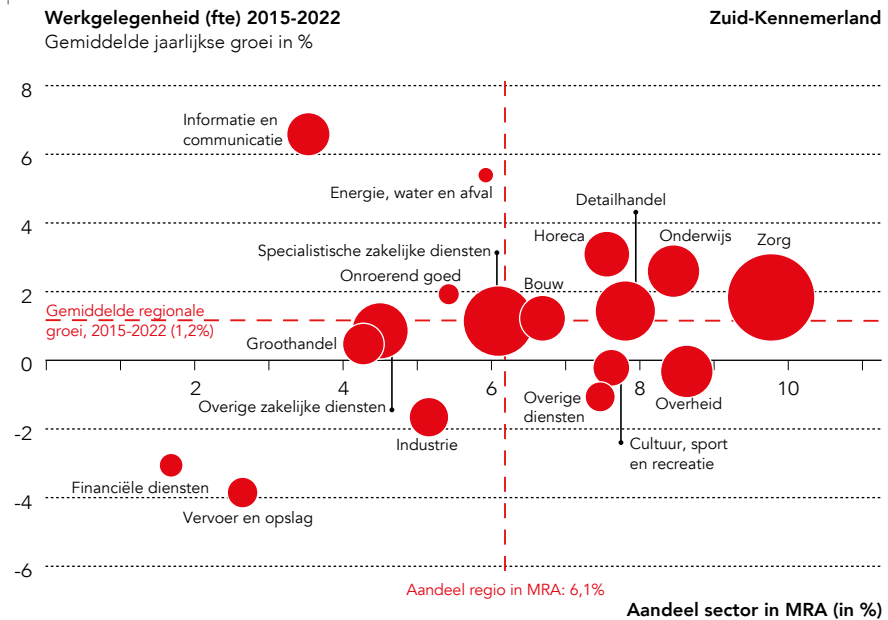 Werkgelegenheid (fte) 2015-2022
Zuid-Kennemerland
Gemiddelde jaarlijkse groei in %
8
6
4
2
0
-2
-4
-6
Informatie en
communicatie
Energie, water en afval
Detailhandel
Specialistische zakelijke diensten
Horeca
Onderwijs
Zorg
Onroerend goed
Bouw
Gemiddelde regionale
groei, 2015-2022 (1,2%)
Groothandel
2
4
6
8
10
Overige zakelijke diensten
Industrie
Overige
diensten
Overheid
Cultuur, sport
en recreatie
Financiële diensten
Vervoer en opslag
Aandeel regio in MRA: 6,1%
Aandeel sector in MRA (in %)